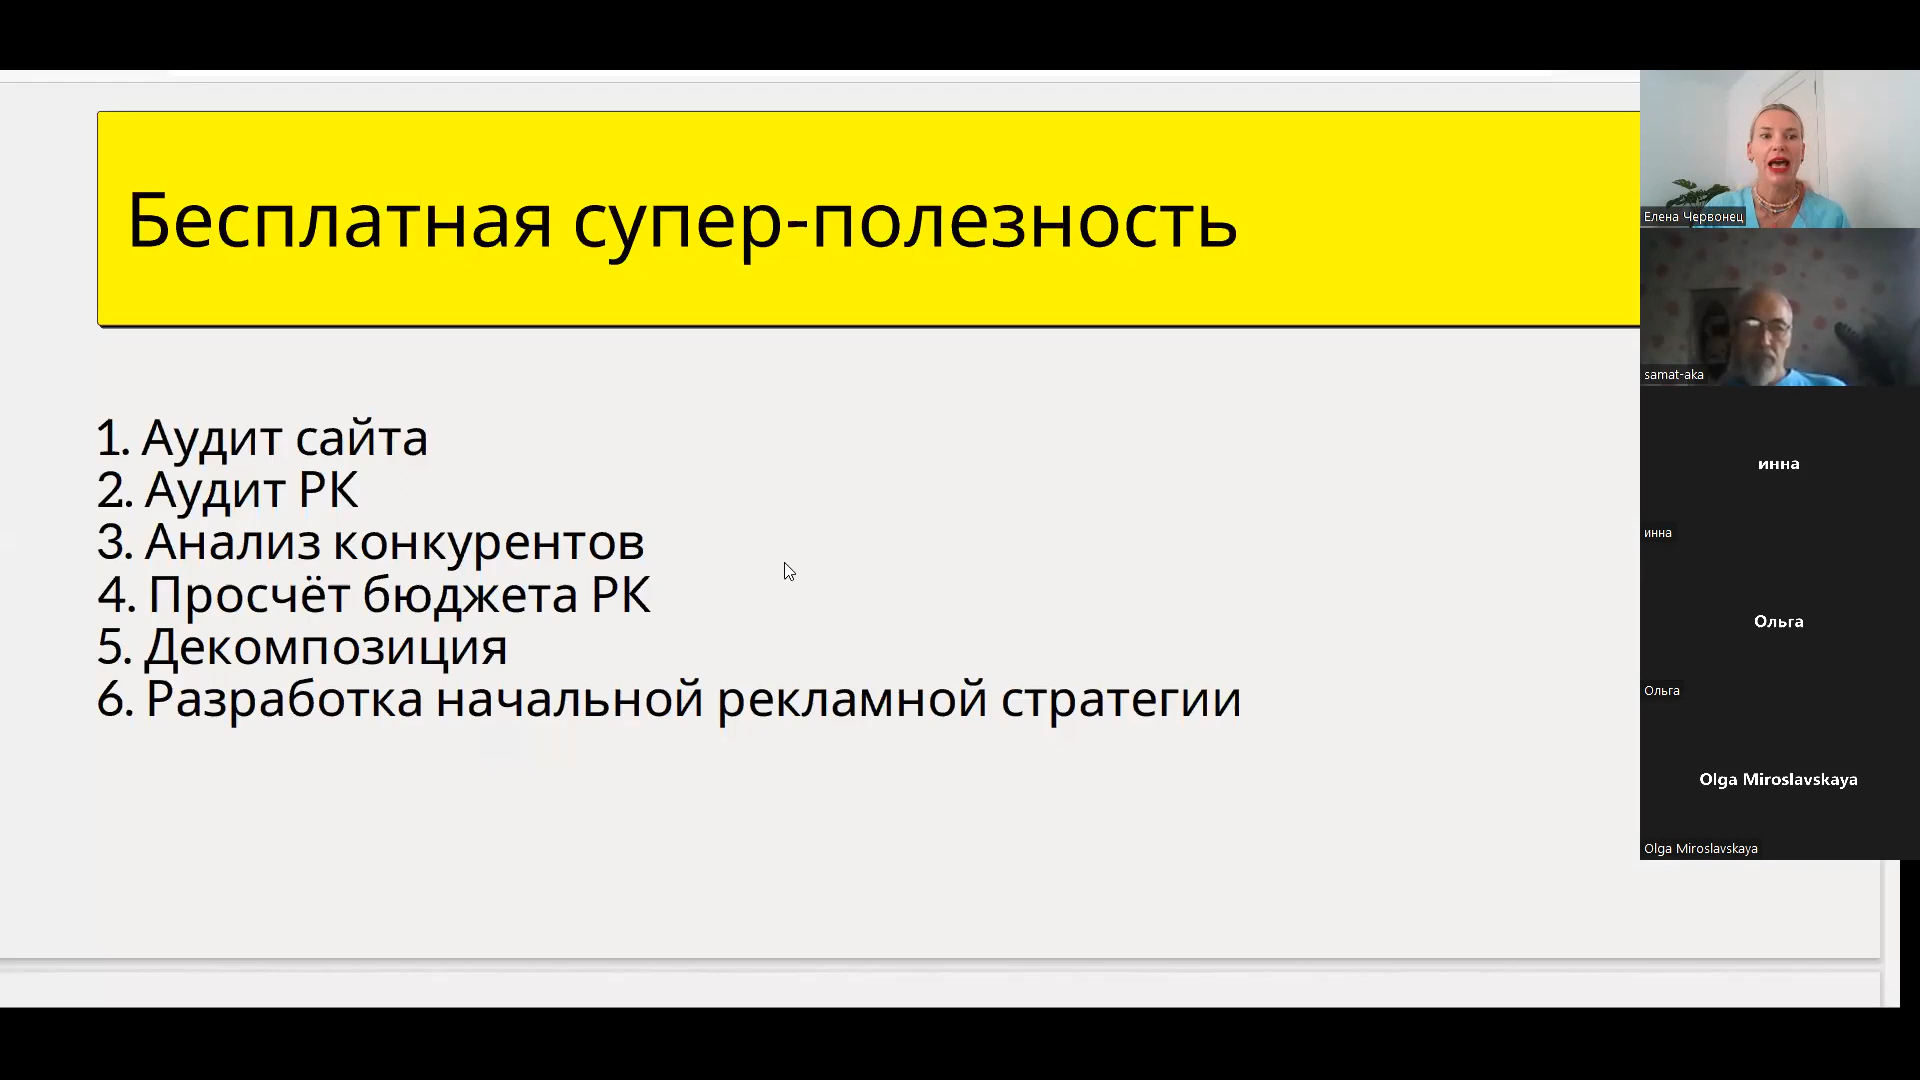 Бесплатная супер-полезность
1. Аудит сайта
2. Аудит РК
3. Анализ конкурентов
4. Просчёт бюджета РК
5. Декомпозиция
6. Разработка начальной рекламной стратегии
Елена Червонец
samat-aka
инна
инна
Ольга
Ольга
Olga Miroslavskaya
Olga Miroslavskaya